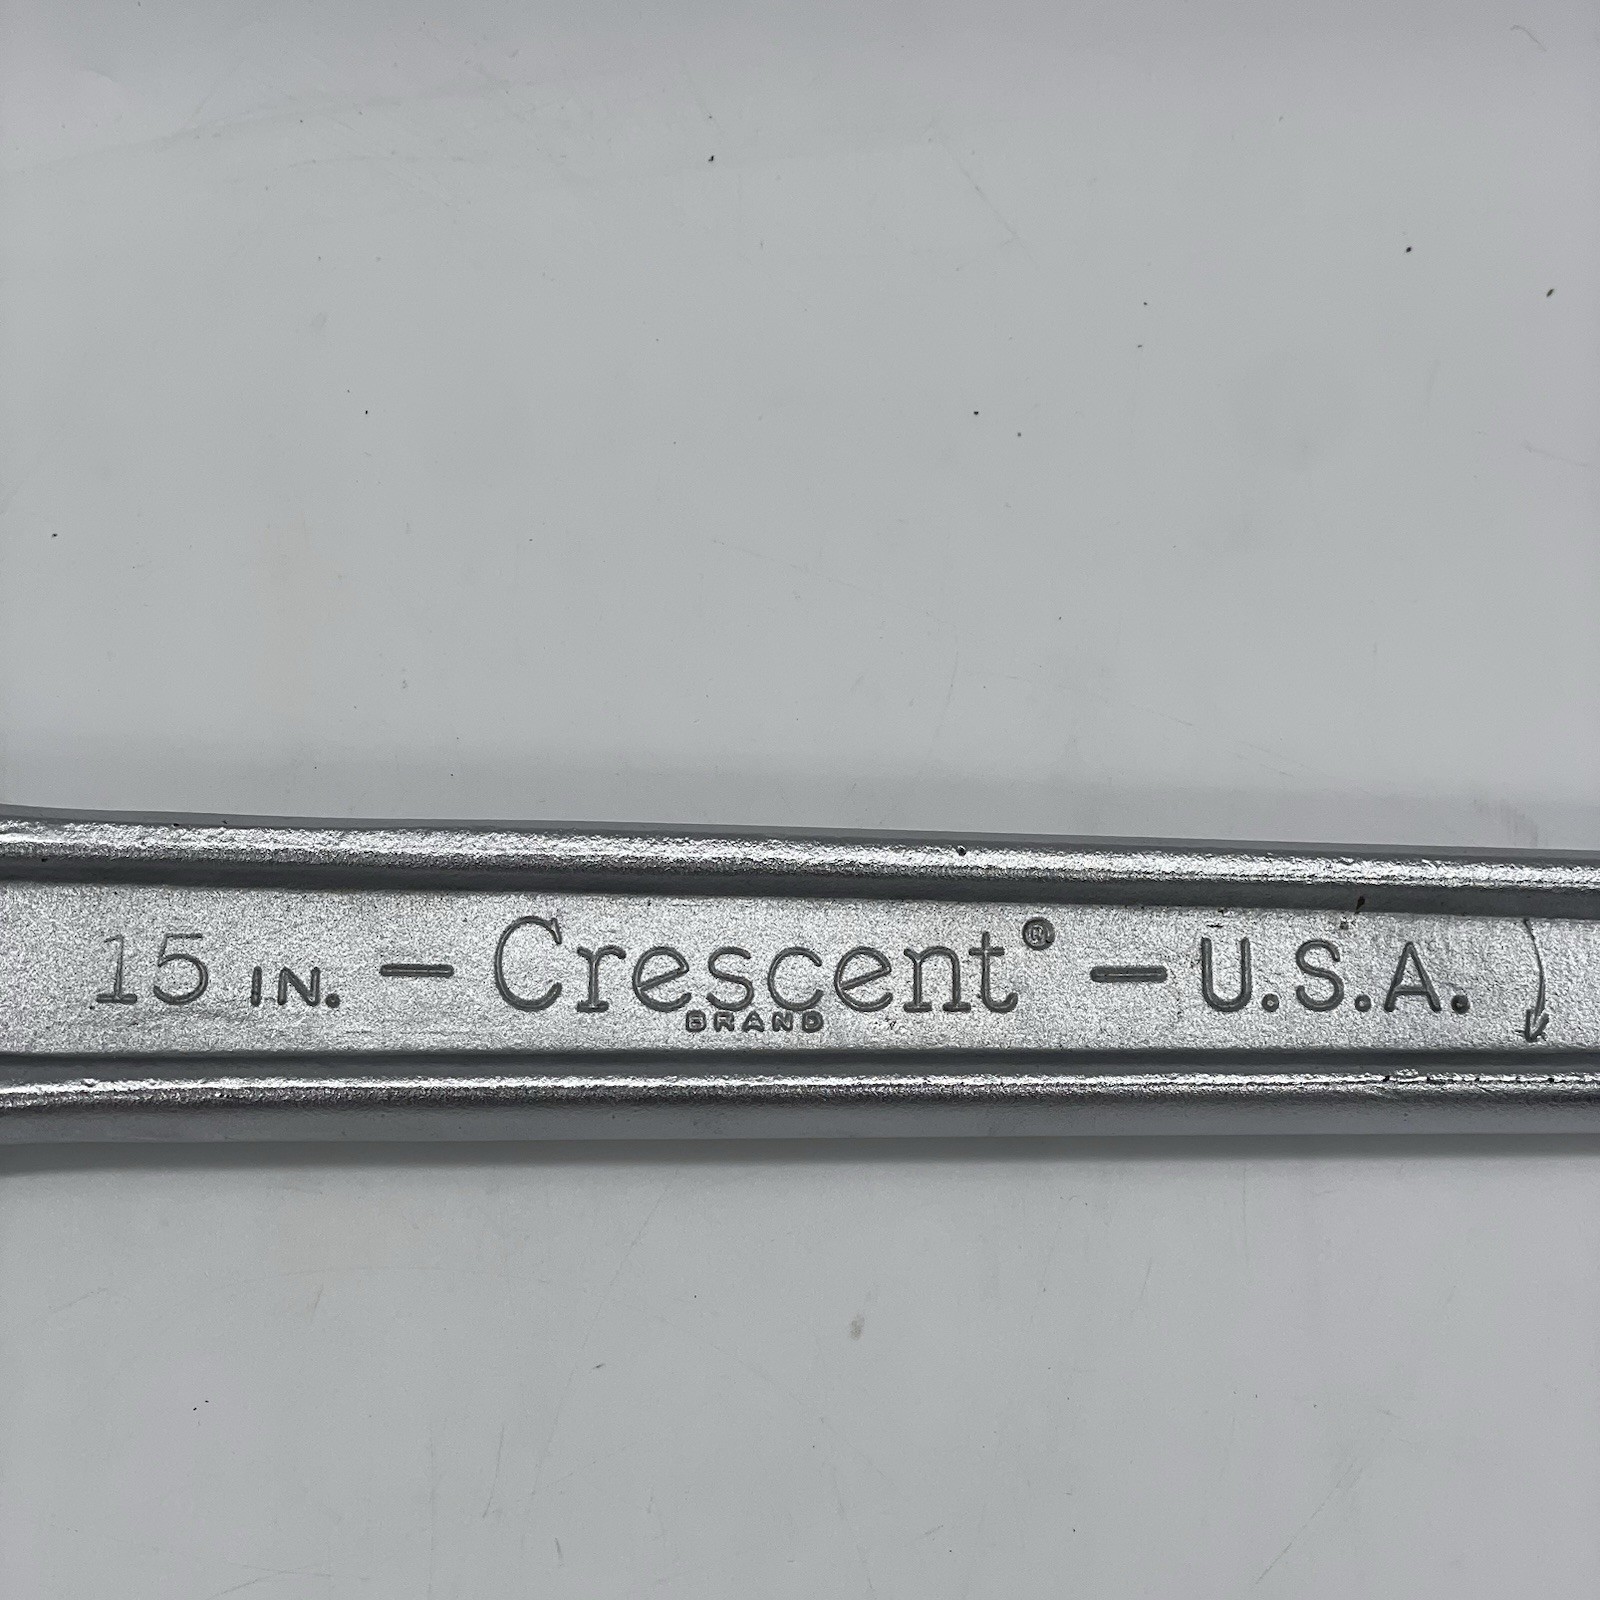 15 IN. – Crescent® – U.S.A.
BRAND